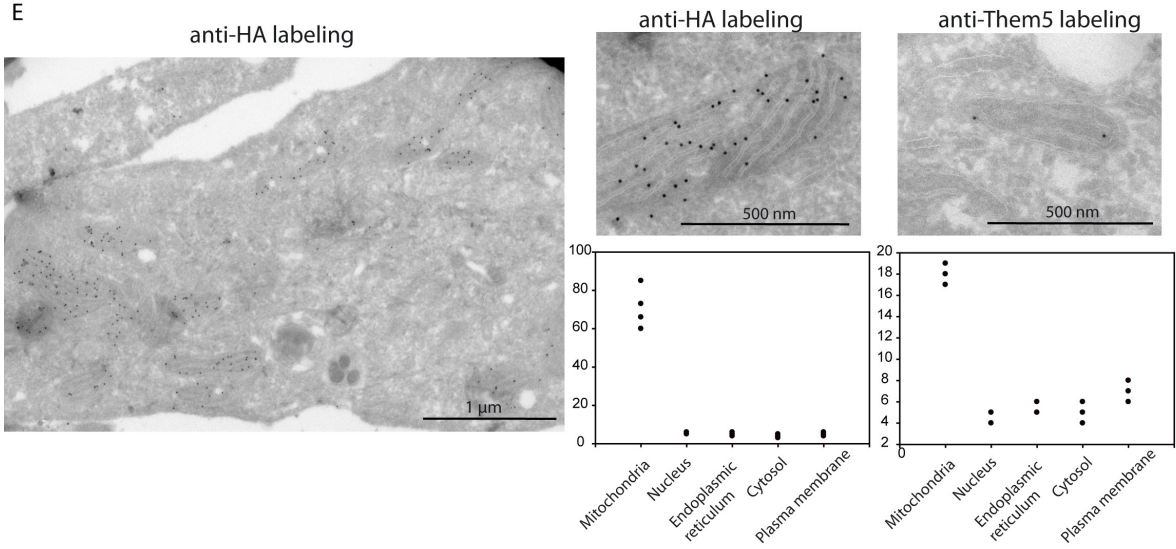 E
anti-HA labeling
1 µm
anti-HA labeling
500 nm
anti-Them5 labeling
500 nm
100
80
60
40
20
0
Mitochondria
Nucleus
Endoplasmic
reticulum
Cytosol
Plasma membrane
20
18
16
14
12
10
8
6
4
2
0
Mitochondria
Nucleus
Endoplasmic
reticulum
Cytosol
Plasma membrane